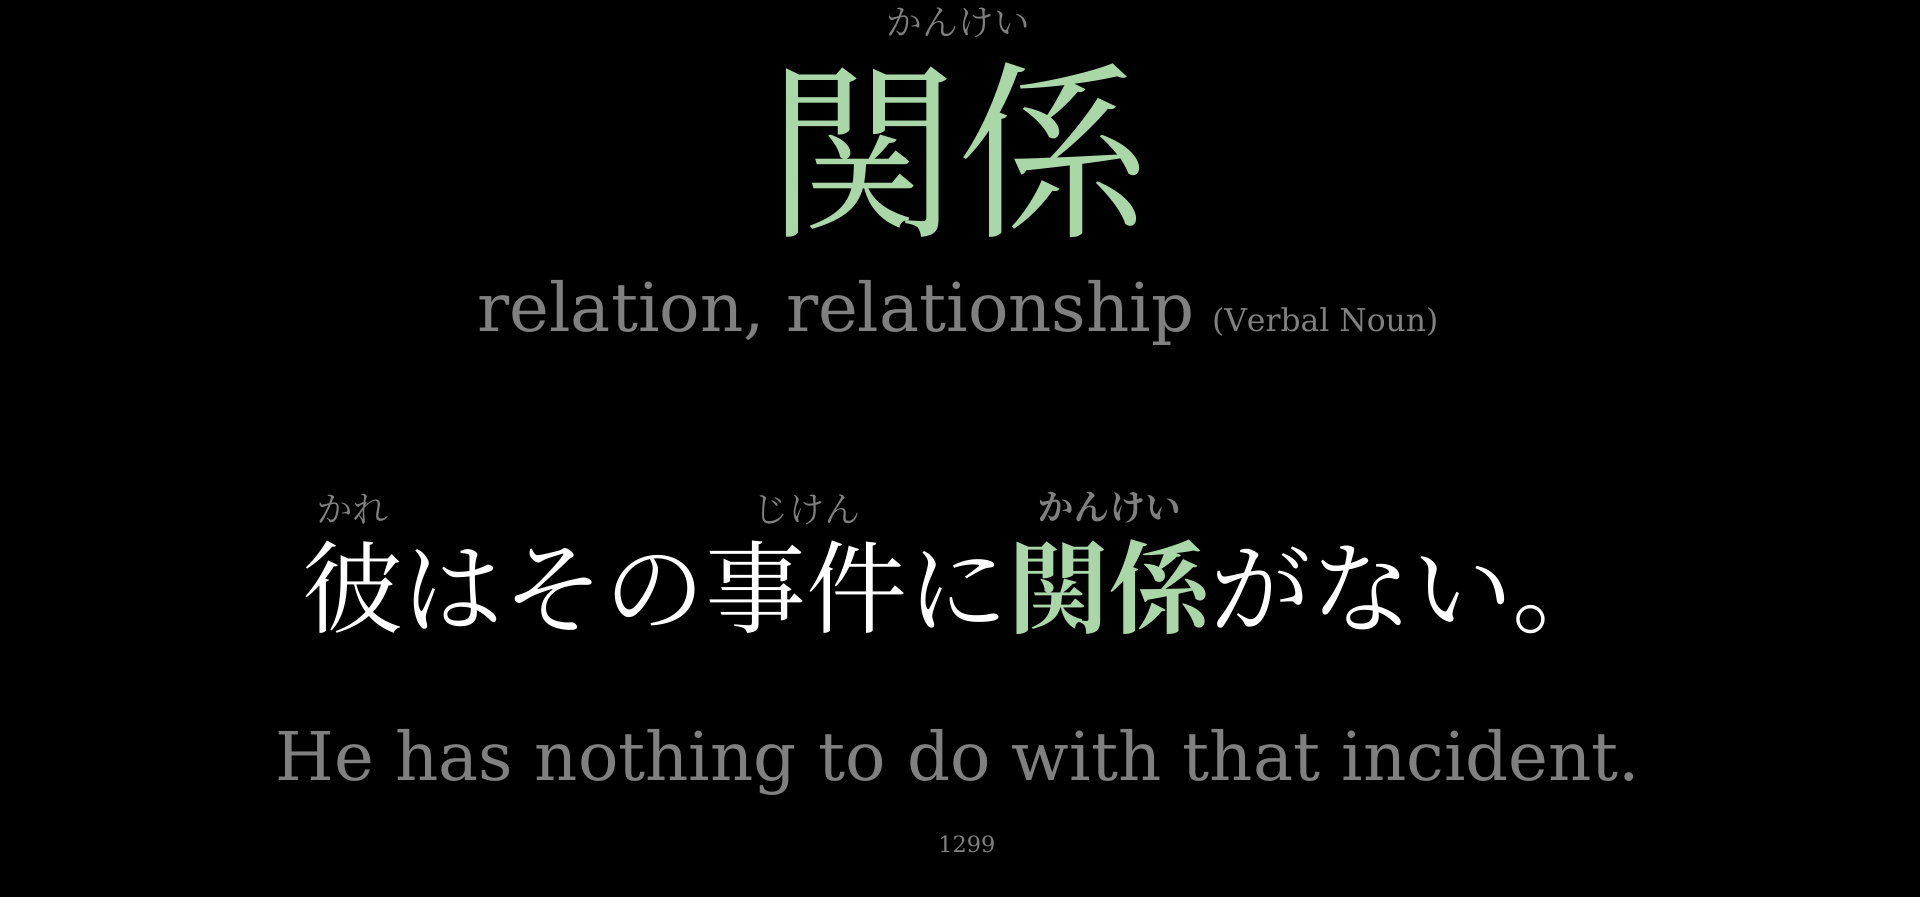 かんけい
関係
relation, relationship (Verbal Noun)
かれ じけん かんけい
彼はその事件に関係がない。
He has nothing to do with that incident.
1299